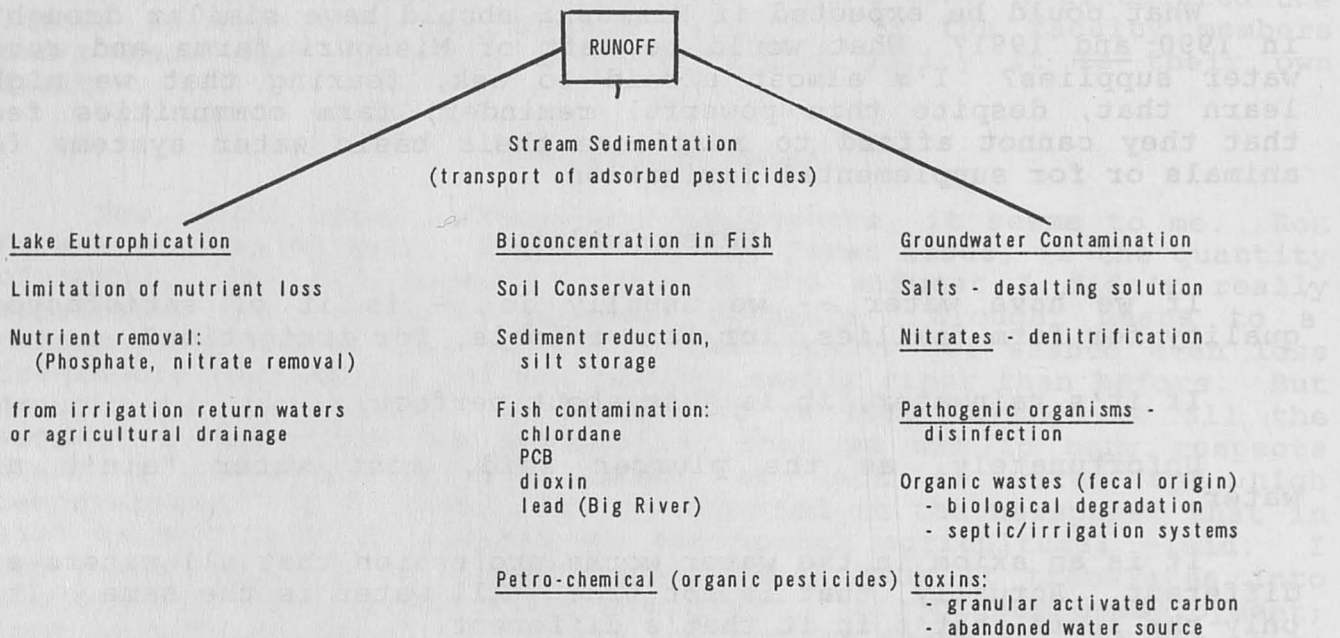 RUNOFF
Stream Sedimentation
(transport of adsorbed pesticides)
Lake Eutrophication
Limitation of nutrient loss
Nutrient removal:
(Phosphate, nitrate removal)
from irrigation return waters
or agricultural drainage
Bioconcentration in Fish
Soil Conservation
Sediment reduction,
silt storage
Fish contamination:
chlordane
PCB
dioxin
lead (Big River)
Groundwater Contamination
Salts - desalting solution
Nitrates - denitrification
Pathogenic organisms -
disinfection
Organic wastes (fecal origin)
biological degradation
septic/irrigation systems
Petro-chemical (organic pesticides) toxins:
- granular activated carbon
- abandoned water source